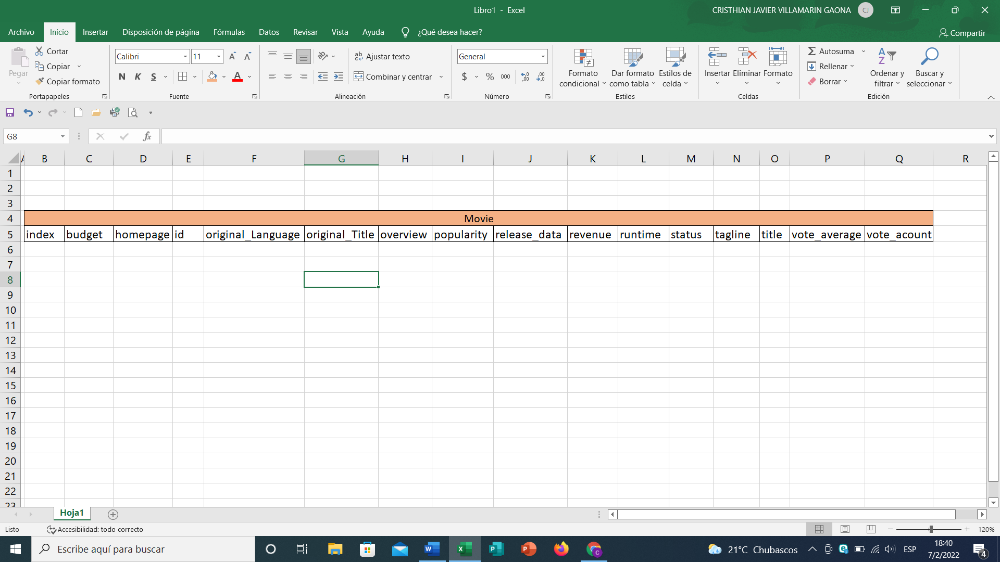 Libro1 - Excel
CRISTHIAN JAVIER VILLAMARIN GAONA
CJ
Archivo Inicio Insertar Disposición de página Fórmulas Datos Revisar Vista Ayuda ¿Qué desea hacer? Compartir
Pegar
Cortar
Copiar
Copiar formato
Portapapeles
Calibri 11
N K S
Fuente
Ajustar texto
Combinar y centrar
Alineación
General
$ % 000
Número
Formato condicional
Dar formato como tabla
Estilos de celda
Estilos
Insertar Eliminar Formato
Celdas
Autosuma
Rellenar
Borrar
Ordenar y filtrar
Buscar y seleccionar
Edición
G8
fx
A B C D E F G H I J K L M N O P Q R
1
2
3
4 Movie
5 index budget homepage id original_Language original_Title overview popularity release_data revenue runtime status tagline title vote_average vote_acount
6
7
8
9
10
11
12
13
14
15
16
17
18
19
20
21
22
23
Hoja1
Listo Accesibilidad: todo correcto 120%
Escribe aquí para buscar
21°C Chubascos
ESP
18:40
7/2/2022
4